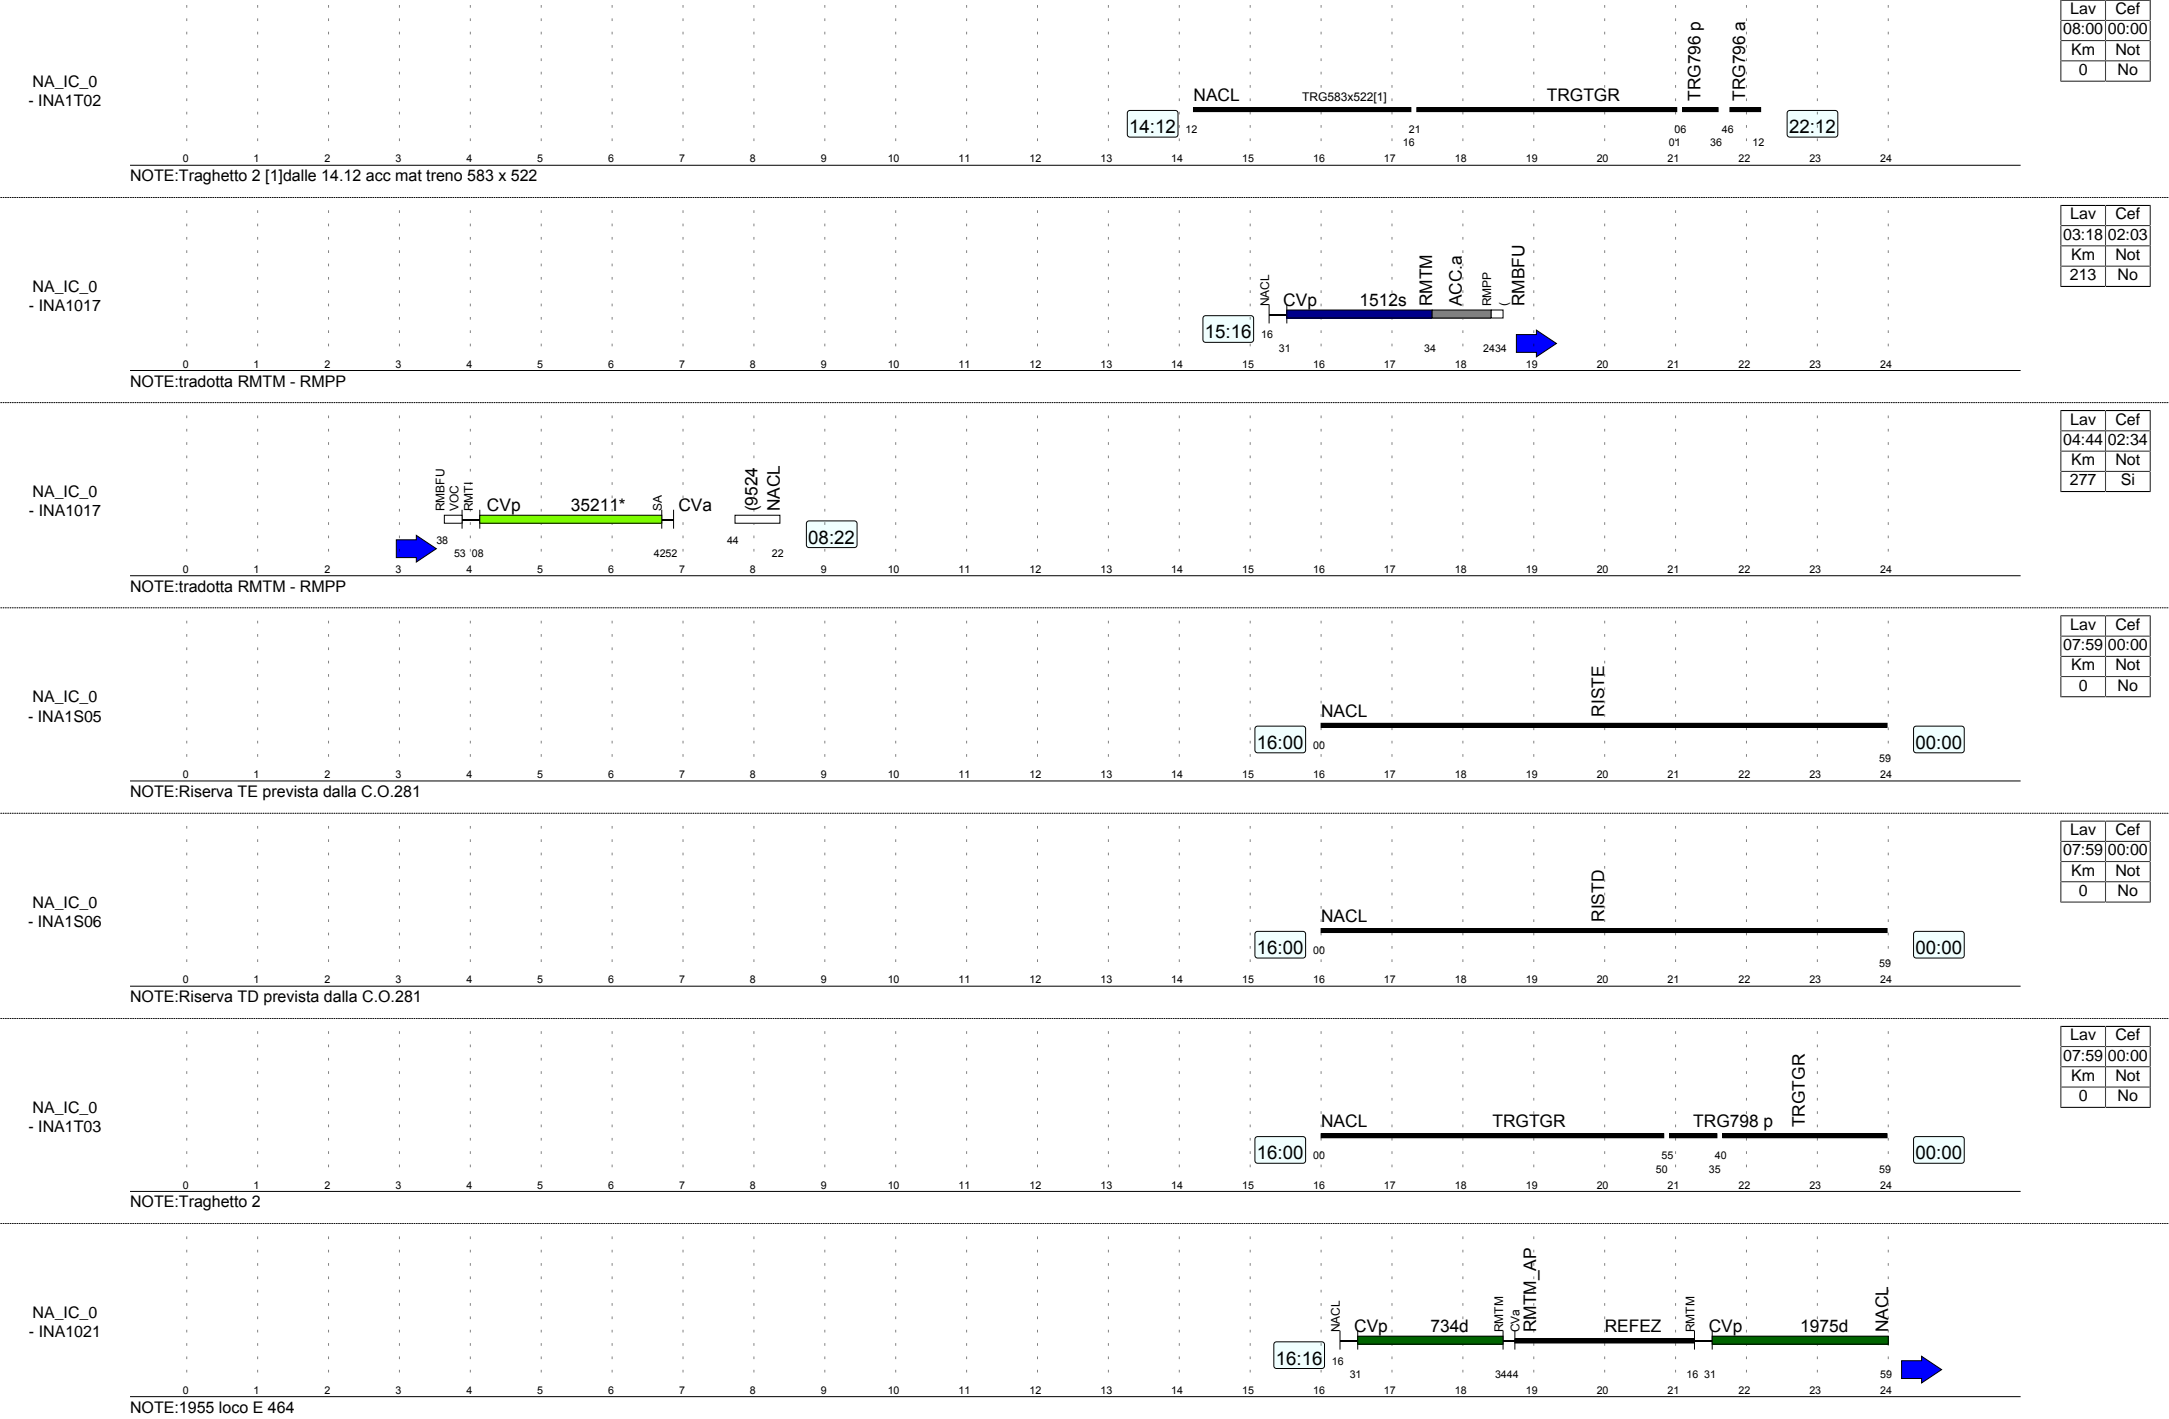 Lav Cef
08:00 00:00
Km Not
0 No
NA_IC_0
- INA1T02
NACL TRG583x522[1] TRGTGR TRG796 p TRG796 a
14:12 12 21 06 46 22:12
16 01 36 12
0 1 2 3 4 5 6 7 8 9 10 11 12 13 14 15 16 17 18 19 20 21 22 23 24
NOTE:Traghetto 2 [1]dalle 14.12 acc mat treno 583 x 522
Lav Cef
03:18 02:03
Km Not
213 No
NA_IC_0
- INA1017
NACL CVp 1512s RMTM ACC.a RMPP ( RMBFU
15:16 16
31 34 2434
0 1 2 3 4 5 6 7 8 9 10 11 12 13 14 15 16 17 18 19 20 21 22 23 24
NOTE:tradotta RMTM - RMPP
Lav Cef
04:44 02:34
Km Not
277 Si
NA_IC_0
- INA1017
RMBFU VOC RMTI CVp 35211* SA CVa (9524 NACL
38 44 08:22
53 08 4252 22
0 1 2 3 4 5 6 7 8 9 10 11 12 13 14 15 16 17 18 19 20 21 22 23 24
NOTE:tradotta RMTM - RMPP
Lav Cef
07:59 00:00
Km Not
0 No
NA_IC_0
- INA1S05
NACL RISTE
16:00 00 00:00
59
0 1 2 3 4 5 6 7 8 9 10 11 12 13 14 15 16 17 18 19 20 21 22 23 24
NOTE:Riserva TE prevista dalla C.O.281
Lav Cef
07:59 00:00
Km Not
0 No
NA_IC_0
- INA1S06
NACL RISTD
16:00 00 00:00
59
0 1 2 3 4 5 6 7 8 9 10 11 12 13 14 15 16 17 18 19 20 21 22 23 24
NOTE:Riserva TD prevista dalla C.O.281
Lav Cef
07:59 00:00
Km Not
0 No
NA_IC_0
- INA1T03
NACL TRGTGR TRG798 p TRGTGR
16:00 00 55 40 00:00
50 35 59
0 1 2 3 4 5 6 7 8 9 10 11 12 13 14 15 16 17 18 19 20 21 22 23 24
NOTE:Traghetto 2
NA_IC_0
- INA1021
NACL CVp 734d RMTM CVa RMTM_AP REFEZ RMTM CVp 1975d NACL
16:16 16
31 3444 16 31 59
0 1 2 3 4 5 6 7 8 9 10 11 12 13 14 15 16 17 18 19 20 21 22 23 24
NOTE:1955 loco E 464